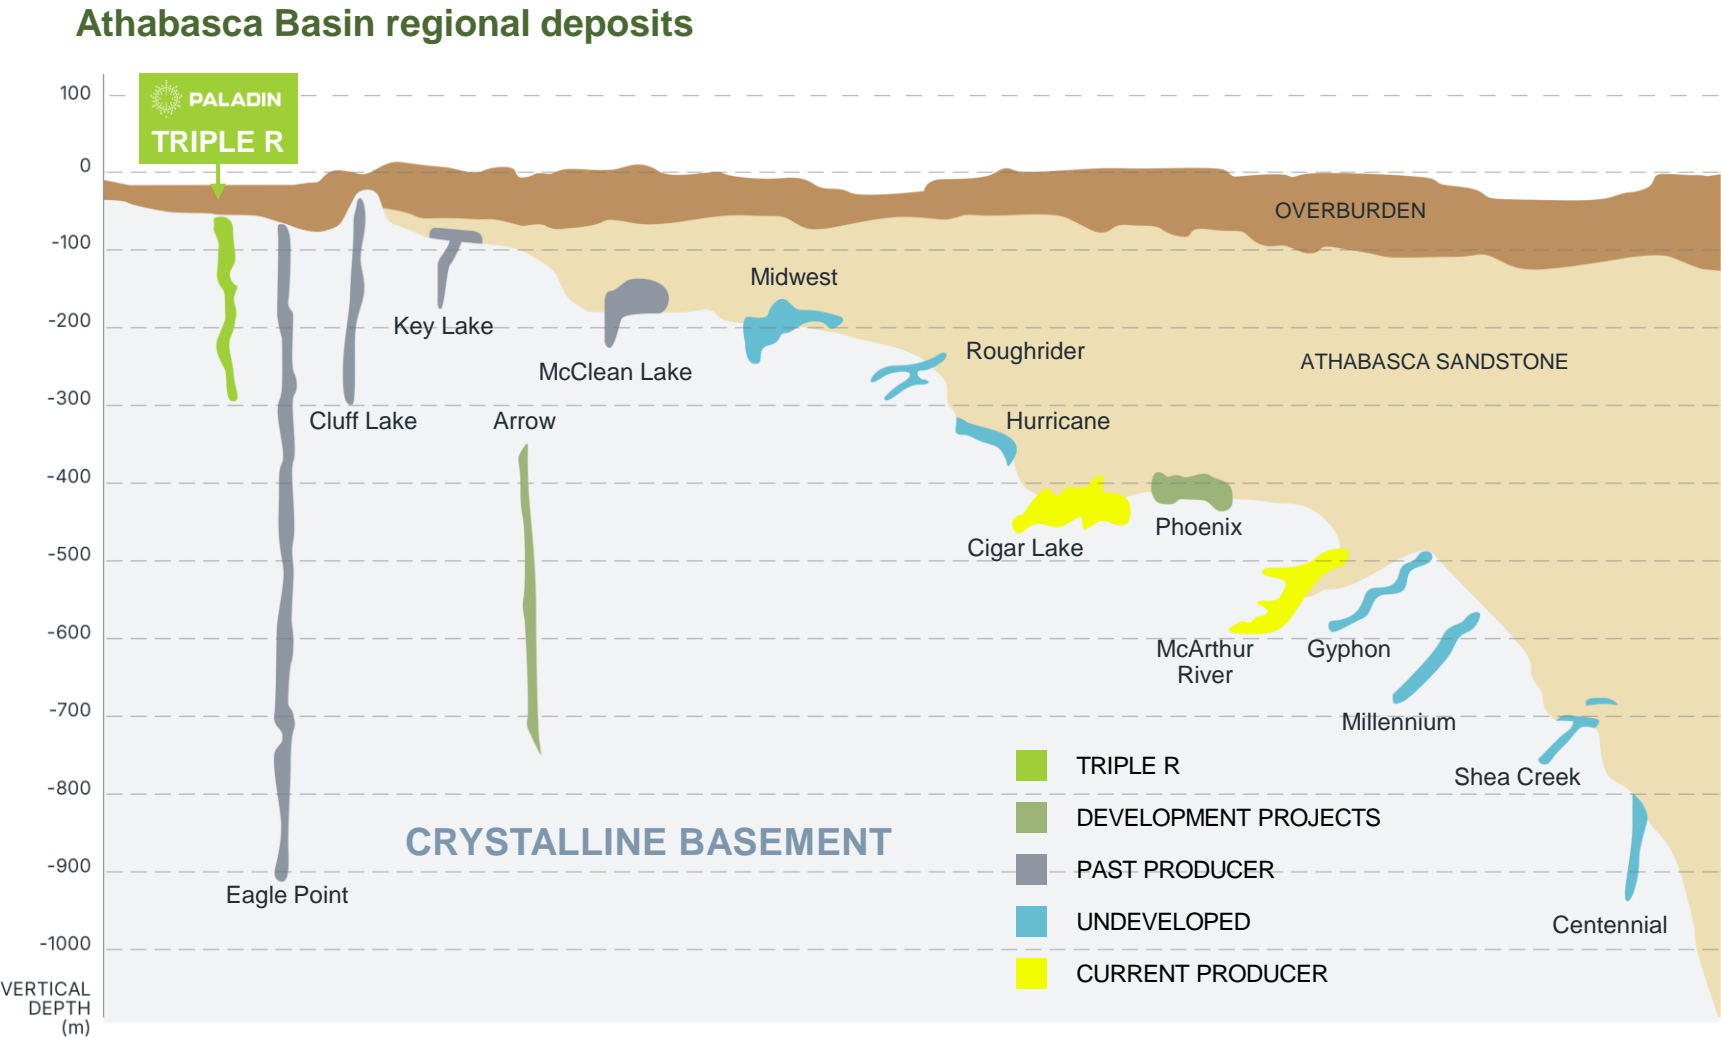 Athabasca Basin regional deposits
PALADIN
TRIPLE R
100
0
-100
-200
-300
-400
-500
-600
-700
-800
-900
-1000
VERTICAL
DEPTH
(m)
OVERBURDEN
ATHABASCA SANDSTONE
Midwest
Key Lake
Roughrider
McClean Lake
Cluff Lake
Arrow
Hurricane
Phoenix
Cigar Lake
McArthur
River
Gyphon
Millennium
Shea Creek
CRYSTALLINE BASEMENT
Eagle Point
Centennial
TRIPLE R
DEVELOPMENT PROJECTS
PAST PRODUCER
UNDEVELOPED
CURRENT PRODUCER